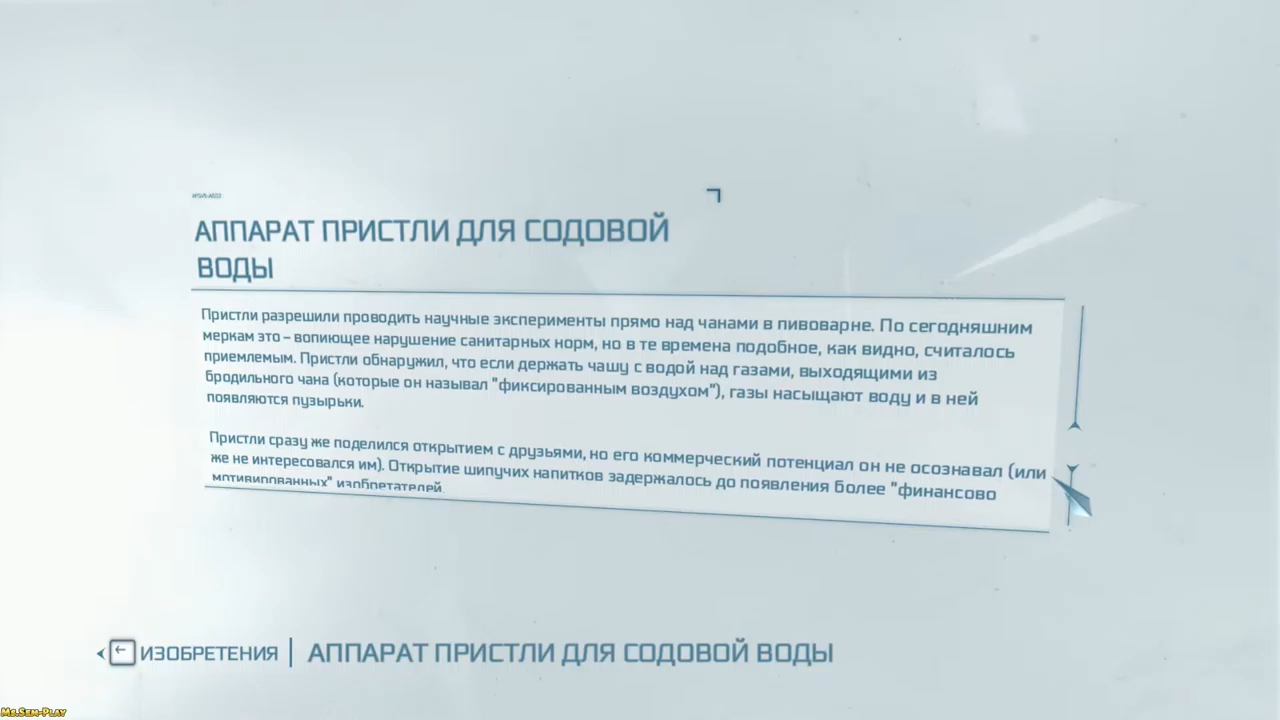 АППАРАТ ПРИСТЛИ ДЛЯ СОДОВОЙ
ВОДЫ
Пристли разрешили проводить научные эксперименты прямо над чанами в пивоварне. По сегодняшним
меркам это – вопиющее нарушение санитарных норм, но в те времена подобное, как видно, считалось
приемлемым. Пристли обнаружил, что если держать чашу с водой над газами, выходящими из
бродильного чана (которые он называл "фиксированным воздухом"), газы насыщают воду и в ней
появляются пузырьки.
Пристли сразу же поделился открытием с друзьями, но его коммерческий потенциал он не осознавал (или
же не интересовался им). Открытие шипучих напитков задержалось до появления более "финансово
мотивированных" изобретателей.
ИЗОБРЕТЕНИЯ | АППАРАТ ПРИСТЛИ ДЛЯ СОДОВОЙ ВОДЫ
Ms.Sem-Play